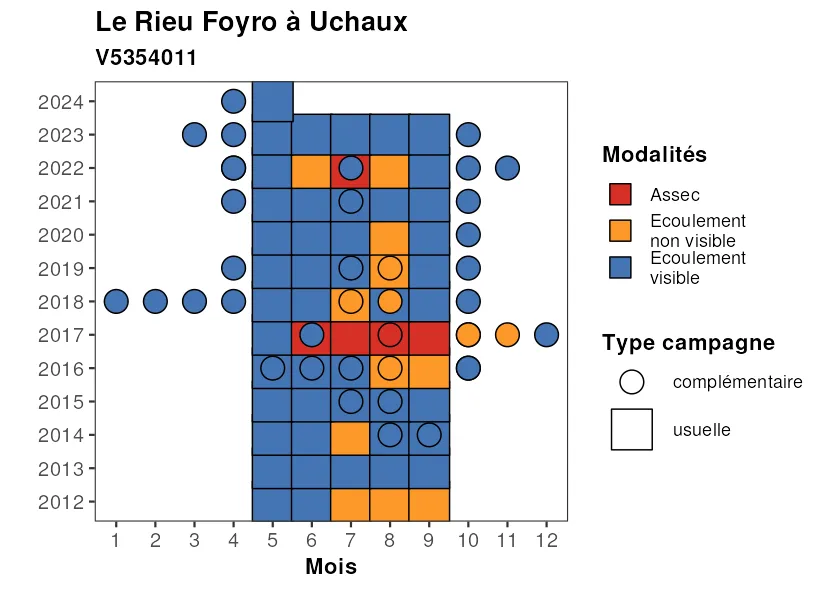 Le Rieu Foyro à Uchaux
V5354011
2024
2023
2022
2021
2020
2019
2018
2017
2016
2015
2014
2013
2012
1 2 3 4 5 6 7 8 9 10 11 12
Mois
Modalités
Assec
Ecoulement
non visible
Ecoulement
visible
Type campagne
complémentaire
usuelle